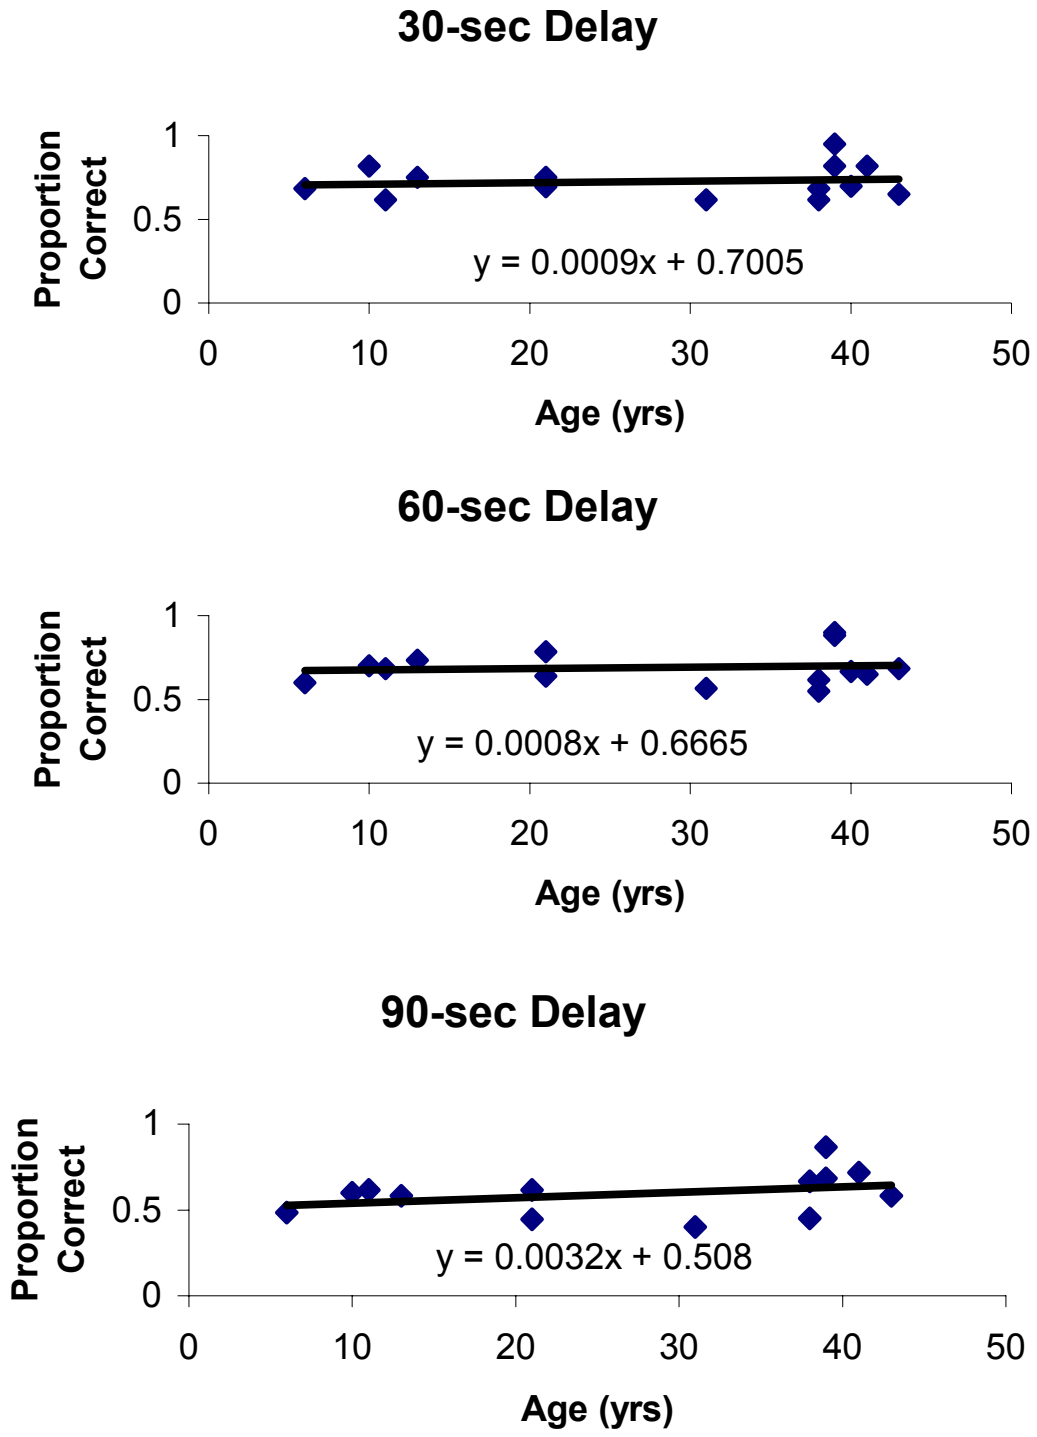 30-sec Delay
Proportion
Correct
1
0.5
0
y = 0.0009x + 0.7005
0 10 20 30 40 50
Age (yrs)
60-sec Delay
Proportion
Correct
1
0.5
0
y = 0.0008x + 0.6665
0 10 20 30 40 50
Age (yrs)
90-sec Delay
Proportion
Correct
1
0.5
0
y = 0.0032x + 0.508
0 10 20 30 40 50
Age (yrs)